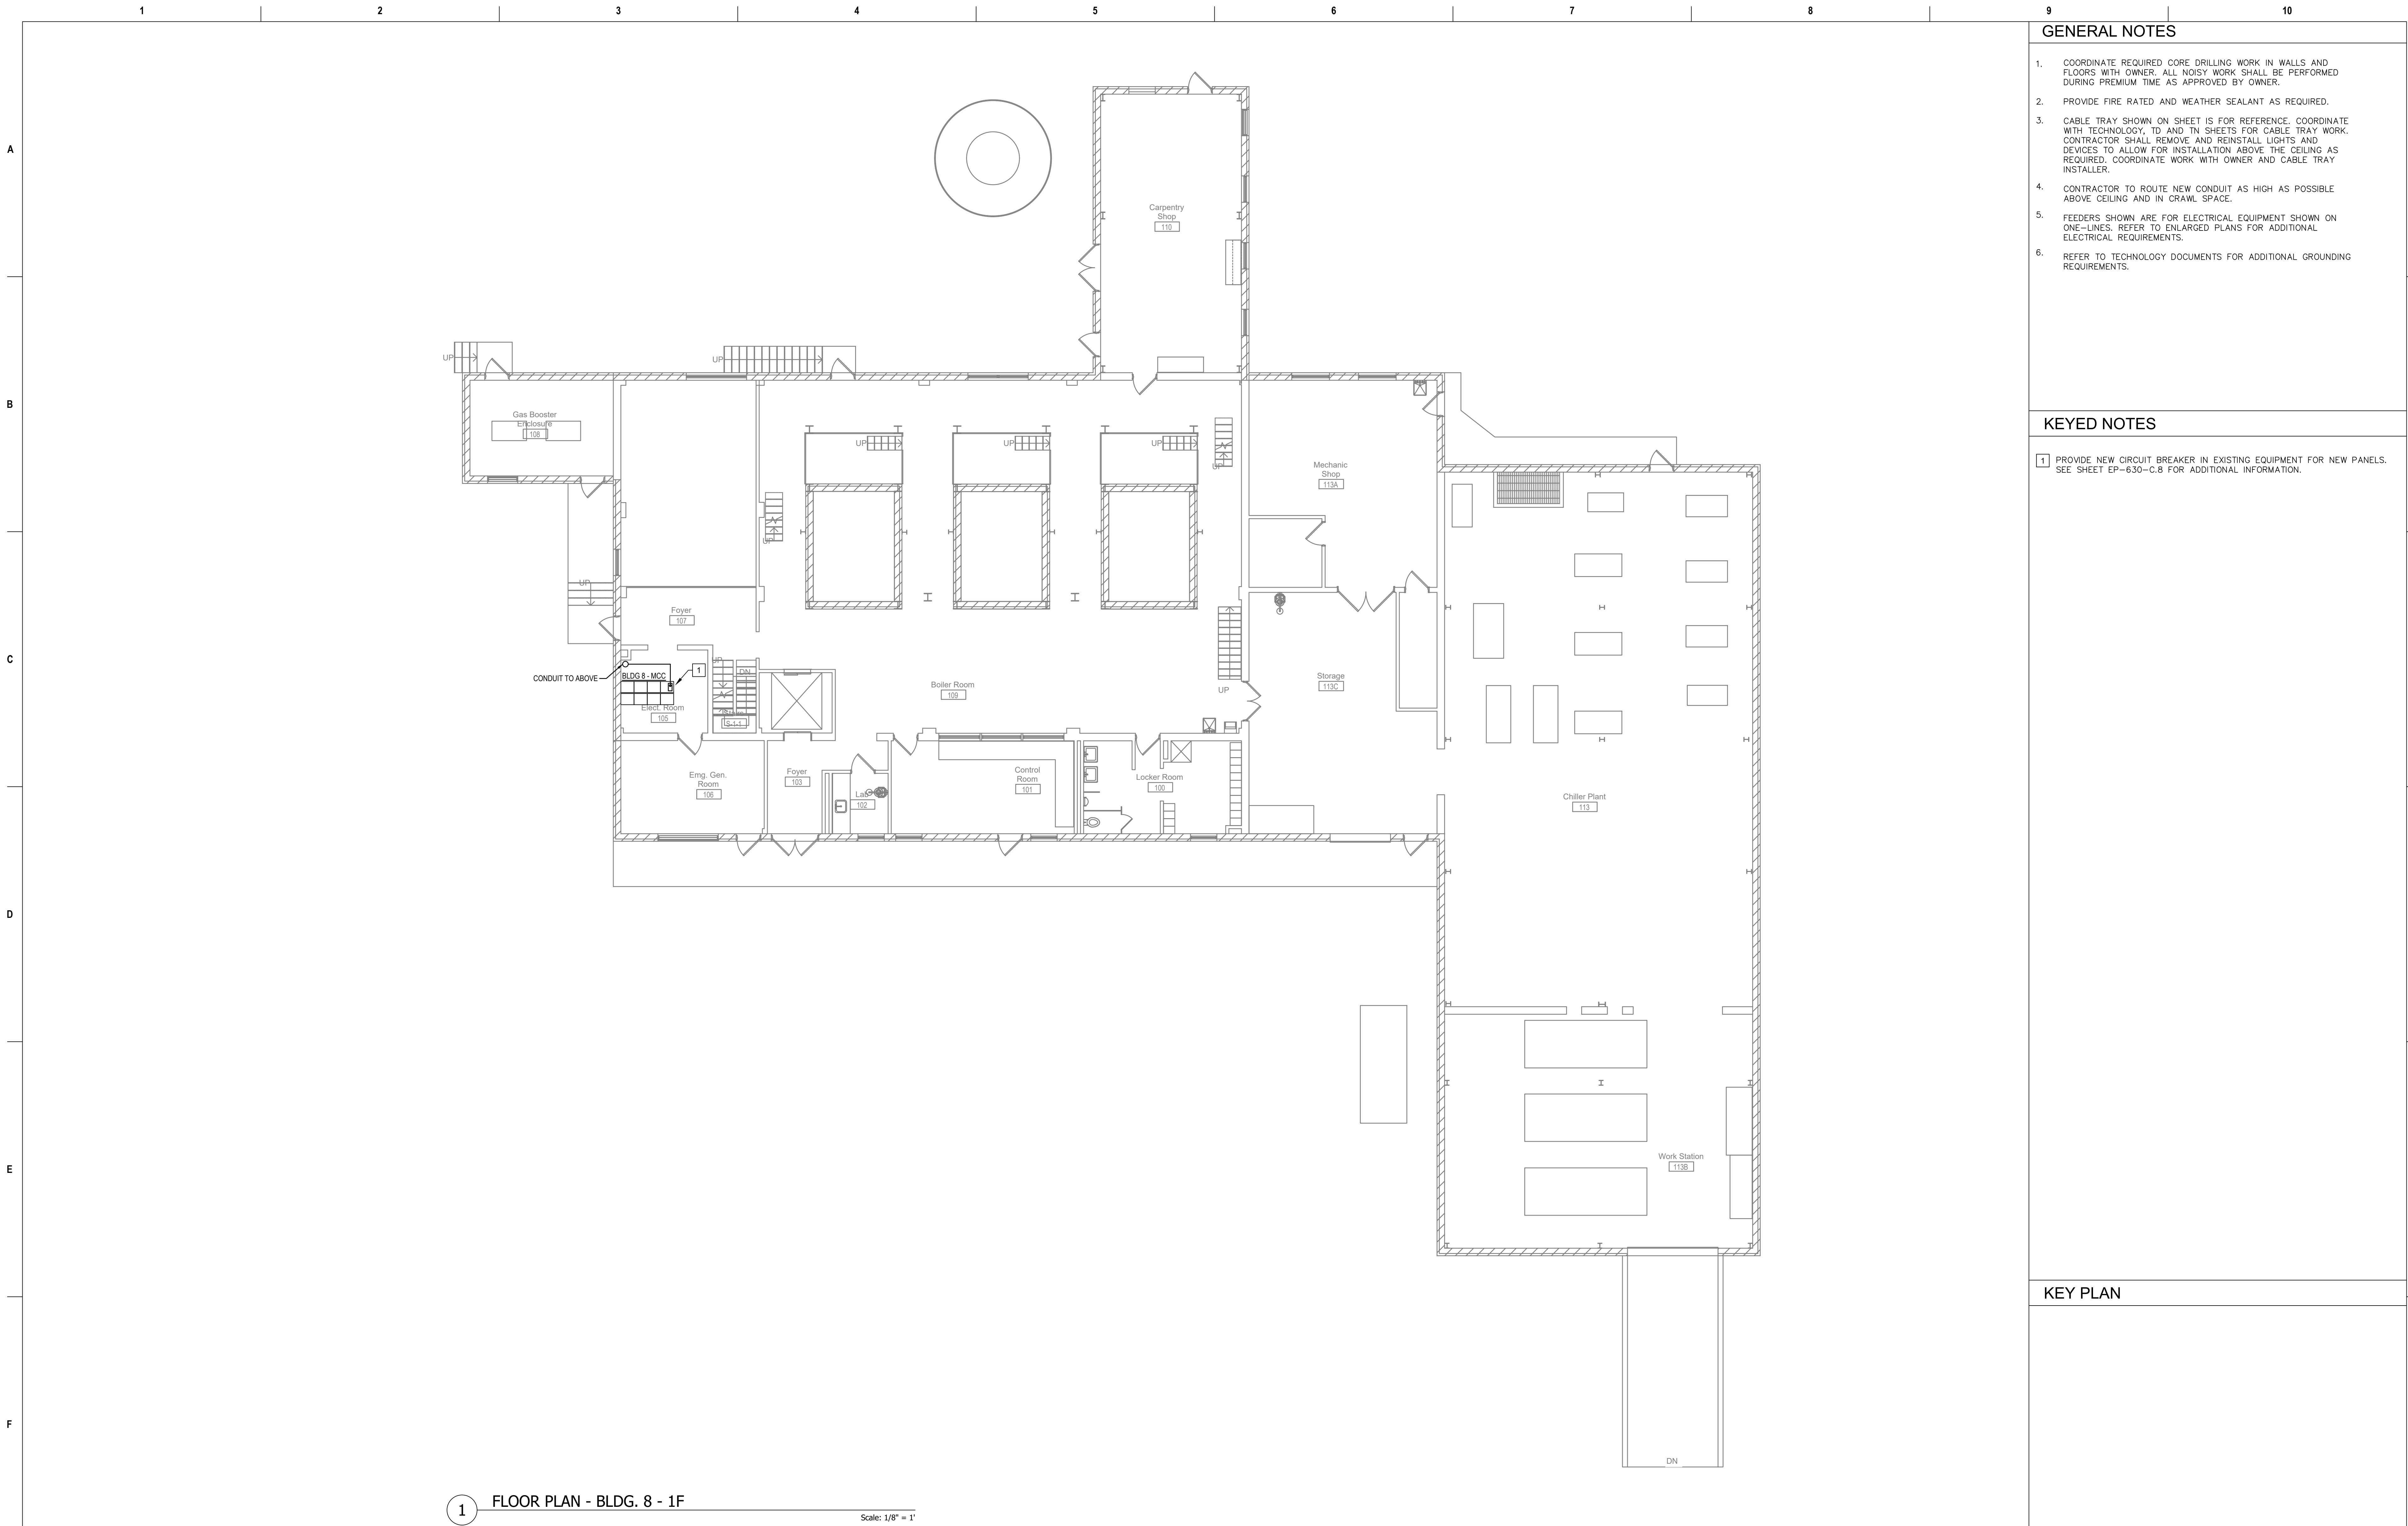 1 2 3 4 5 6 7 8 9 10
A
B
C
D
E
F
GENERAL NOTES
1. COORDINATE REQUIRED CORE DRILLING WORK IN WALLS AND
FLOORS WITH OWNER. ALL NOISY WORK SHALL BE PERFORMED
DURING PREMIUM TIME AS APPROVED BY OWNER.
2. PROVIDE FIRE RATED AND WEATHER SEALANT AS REQUIRED.
3. CABLE TRAY SHOWN ON SHEET IS FOR REFERENCE. COORDINATE
WITH TECHNOLOGY, TD AND TN SHEETS FOR CABLE TRAY WORK.
CONTRACTOR SHALL REMOVE AND REINSTALL LIGHTS AND
DEVICES TO ALLOW FOR INSTALLATION ABOVE THE CEILING AS
REQUIRED. COORDINATE WORK WITH OWNER AND CABLE TRAY
INSTALLER.
4. CONTRACTOR TO ROUTE NEW CONDUIT AS HIGH AS POSSIBLE
ABOVE CEILING AND IN CRAWL SPACE.
5. FEEDERS SHOWN ARE FOR ELECTRICAL EQUIPMENT SHOWN ON
ONE-LINES. REFER TO ENLARGED PLANS FOR ADDITIONAL
ELECTRICAL REQUIREMENTS.
6. REFER TO TECHNOLOGY DOCUMENTS FOR ADDITIONAL GROUNDING
REQUIREMENTS.
KEYED NOTES
1 PROVIDE NEW CIRCUIT BREAKER IN EXISTING EQUIPMENT FOR NEW PANELS.
SEE SHEET EP-630-C.8 FOR ADDITIONAL INFORMATION.
KEY PLAN
Carpentry
Shop
110
UP
UP
Gas Booster
Enclosure
108
UP
UP
UP
UP
UP
Mechanic
Shop
113A
UP
Foyer
107
CONDUIT TO ABOVE
BLDG 8 - MCC
1
UP
DN
Elect. Room
105
S-1-1
Boiler Room
109
UP
Storage
113C
Emg. Gen.
Room
106
Foyer
103
Lab
102
Control
Room
101
Locker Room
100
Chiller Plant
113
Work Station
113B
DN
1 FLOOR PLAN - BLDG. 8 - 1F
Scale: 1/8" = 1'